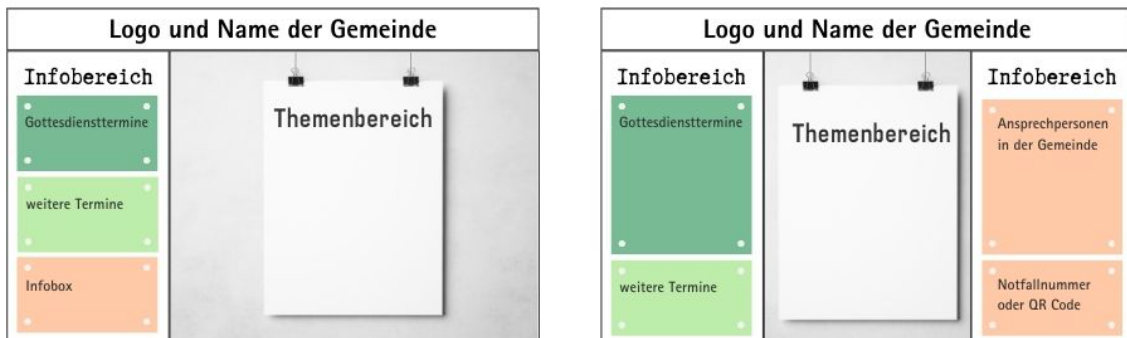 Logo und Name der Gemeinde
Infobereich
Gottesdiensttermine
weitere Termine
Infobox
Themenbereich
Logo und Name der Gemeinde
Infobereich
Gottesdiensttermine
weitere Termine
Themenbereich
Infobereich
Ansprechpersonen
in der Gemeinde
Notfallnummer
oder QR Code